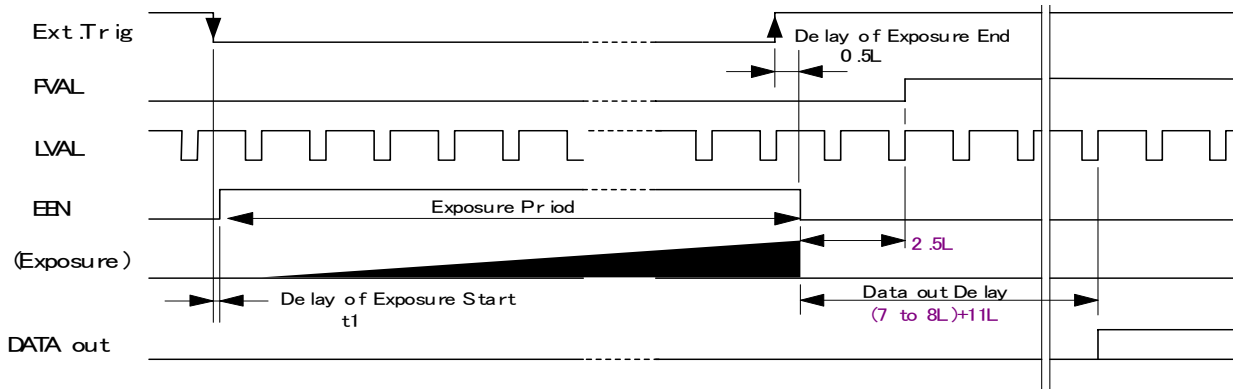 Ext.Trig
Delay of Exposure End
0.5L
FVAL
LVAL
EEN
Exposure Priod
(Exposure)
2.5L
Delay of Exposure Start
t1
Data out Delay
(7 to 8L)+11L
DATA out